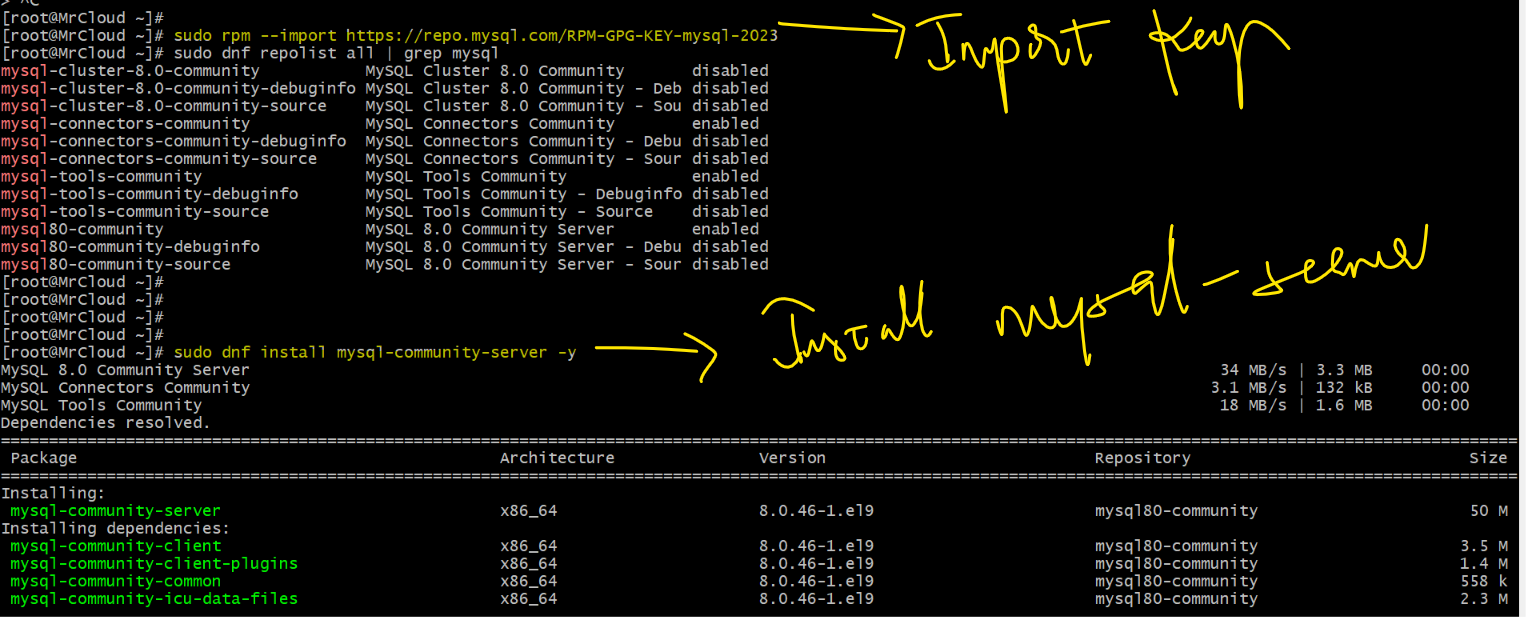 > ^C
[root@MrCloud ~]#
[root@MrCloud ~]# sudo rpm --import https://repo.mysql.com/RPM-GPG-KEY-mysql-2023
Import key
[root@MrCloud ~]# sudo dnf repolist all | grep mysql
mysql-cluster-8.0-community MySQL Cluster 8.0 Community disabled
mysql-cluster-8.0-community-debuginfo MySQL Cluster 8.0 Community - Deb disabled
mysql-cluster-8.0-community-source MySQL Cluster 8.0 Community - Sou disabled
mysql-connectors-community MySQL Connectors Community enabled
mysql-connectors-community-debuginfo MySQL Connectors Community - Debu disabled
mysql-connectors-community-source MySQL Connectors Community - Sour disabled
mysql-tools-community MySQL Tools Community enabled
mysql-tools-community-debuginfo MySQL Tools Community - Debuginfo disabled
mysql-tools-community-source MySQL Tools Community - Source disabled
mysql80-community MySQL 8.0 Community Server enabled
mysql80-community-debuginfo MySQL 8.0 Community Server - Debu disabled
mysql80-community-source MySQL 8.0 Community Server - Sour disabled
[root@MrCloud ~]#
[root@MrCloud ~]#
[root@MrCloud ~]#
[root@MrCloud ~]#
[root@MrCloud ~]# sudo dnf install mysql-community-server -y
Install mysql-server
MySQL 8.0 Community Server 34 MB/s | 3.3 MB 00:00
MySQL Connectors Community 3.1 MB/s | 132 kB 00:00
MySQL Tools Community 18 MB/s | 1.6 MB 00:00
Dependencies resolved.
Package Architecture Version Repository Size
Installing:
mysql-community-server x86_64 8.0.46-1.el9 mysql80-community 50 M
Installing dependencies:
mysql-community-client x86_64 8.0.46-1.el9 mysql80-community 3.5 M
mysql-community-client-plugins x86_64 8.0.46-1.el9 mysql80-community 1.4 M
mysql-community-common x86_64 8.0.46-1.el9 mysql80-community 558 k
mysql-community-icu-data-files x86_64 8.0.46-1.el9 mysql80-community 2.3 M